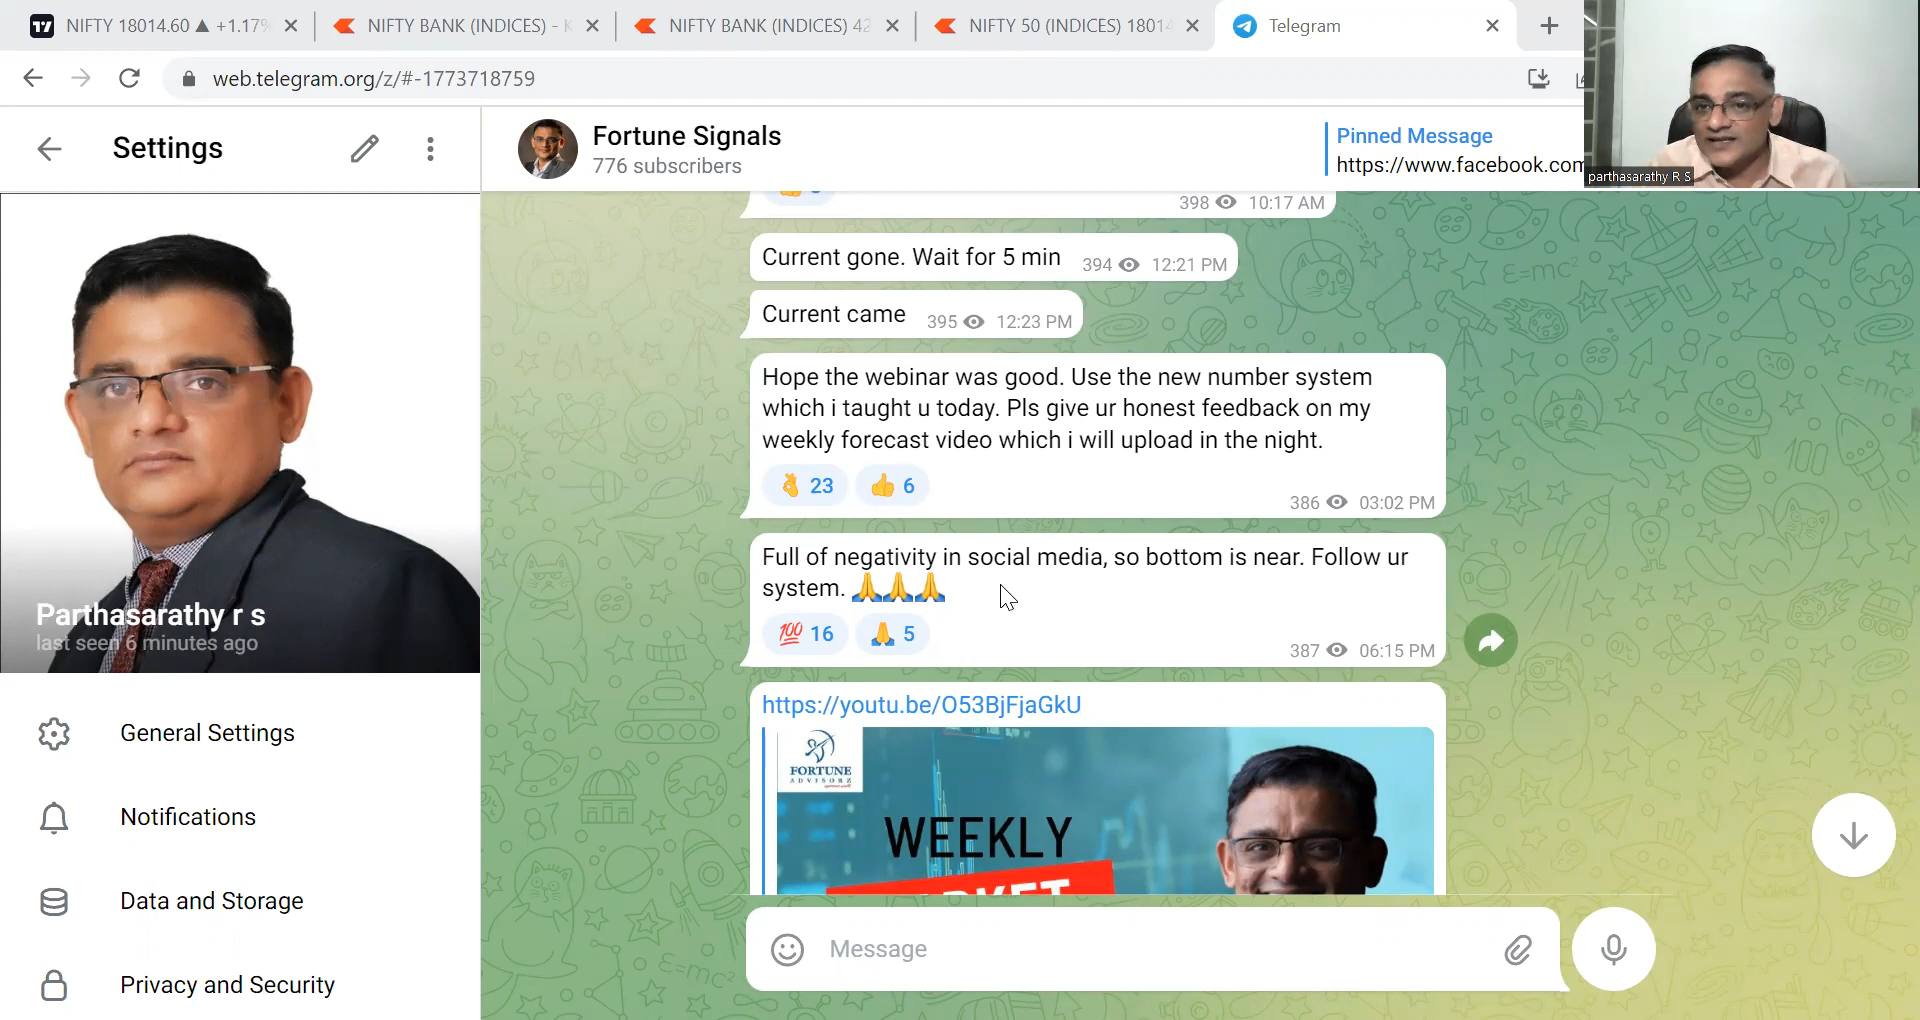 NIFTY 18014.60 ▲ +1.17%
NIFTY BANK (INDICES) - K
NIFTY BANK (INDICES) 42
NIFTY 50 (INDICES) 18014
Telegram
web.telegram.org/z/#-1773718759
Settings
Fortune Signals
776 subscribers
Pinned Message
https://www.facebook.com
parthasarathy R S
398 10:17 AM
Current gone. Wait for 5 min 394 12:21 PM
Current came 395 12:23 PM
Hope the webinar was good. Use the new number system
which i taught u today. Pls give ur honest feedback on my
weekly forecast video which i will upload in the night.
👌 23 👍 6
386 03:02 PM
Full of negativity in social media, so bottom is near. Follow ur
system. 🙏🙏🙏
💯 16 🙏 5
387 06:15 PM
https://youtu.be/O53BjFjaGkU
FORTUNE
ADVISORZ
WEEKLY
MARKET
Parthasarathy r s
last seen 6 minutes ago
General Settings
Notifications
Data and Storage
Privacy and Security
Message